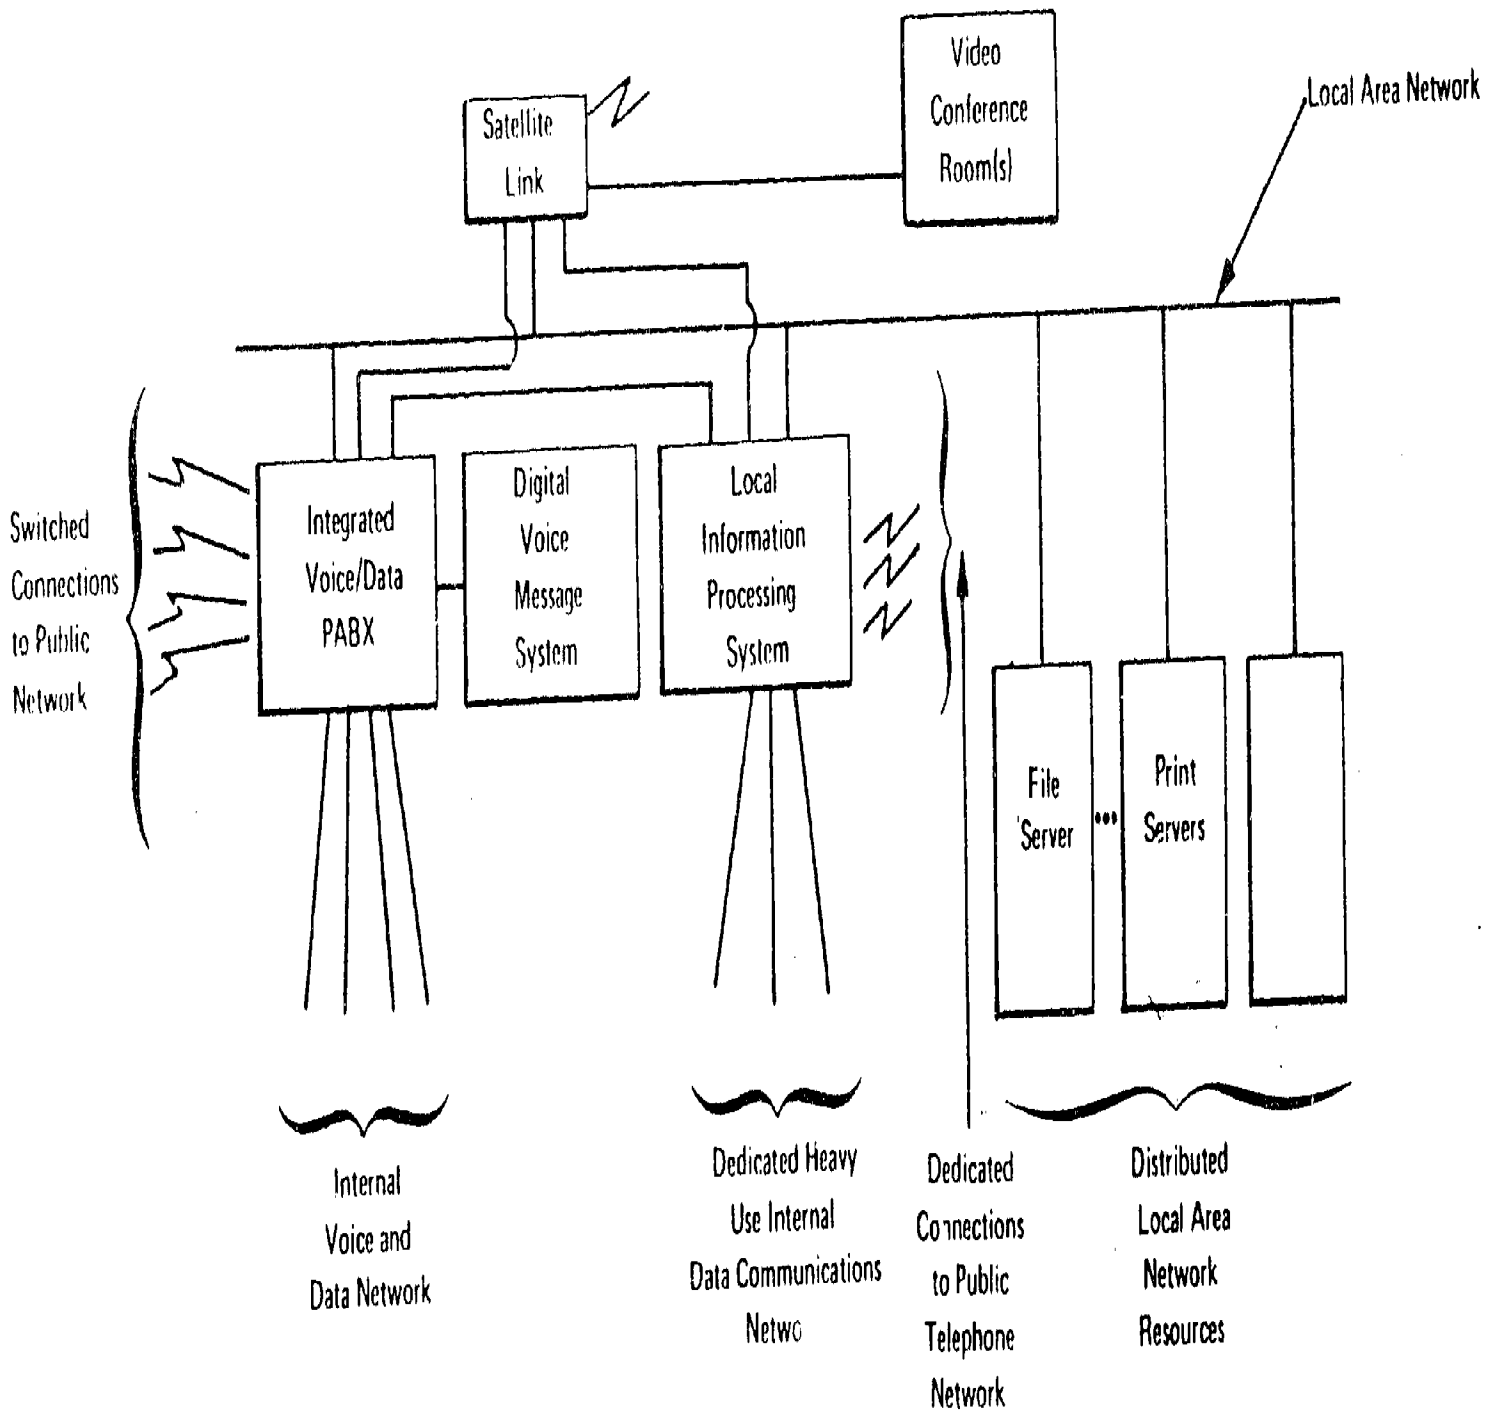 Video
Conference
Room(s)
Local Area Network
Satellite
Link
Switched
Connections
to Public
Network
Integrated
Voice/Data
PABX
Digital
Voice
Message
System
Local
Information
Processing
System
File
Server
Print
Servers
Internal
Voice and
Data Network
Dedicated Heavy
Use Internal
Data Communications
Netwo
Dedicated
Connections
to Public
Telephone
Network
Distributed
Local Area
Network
Resources